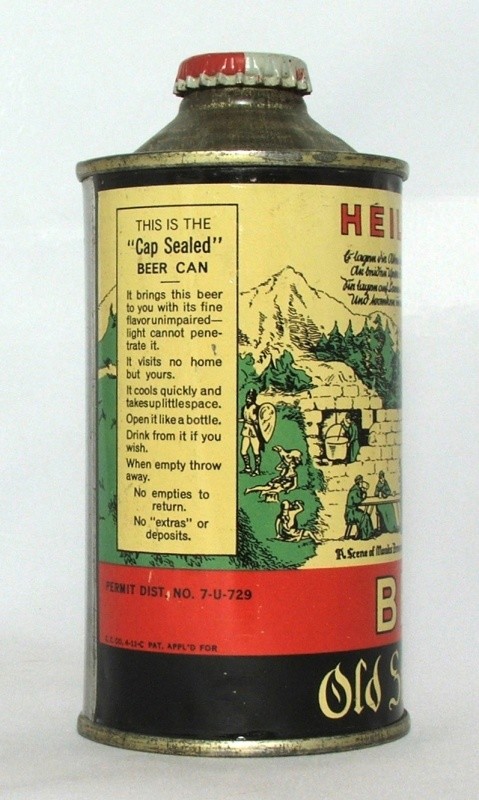 THIS IS THE
"Cap Sealed"
BEER CAN
It brings this beer
to you with its fine
flavor unimpaired—
light cannot pene-
trate it.
It visits no home
but yours.
It cools quickly and
takes up little space.
Open it like a bottle.
Drink from it if you
wish.
When empty throw
away.
No empties to
return.
No "extras" or
deposits.
HEIL
A Scene of
PERMIT DIST. NO. 7-U-729
B
PAT. APPL'D FOR
Old S